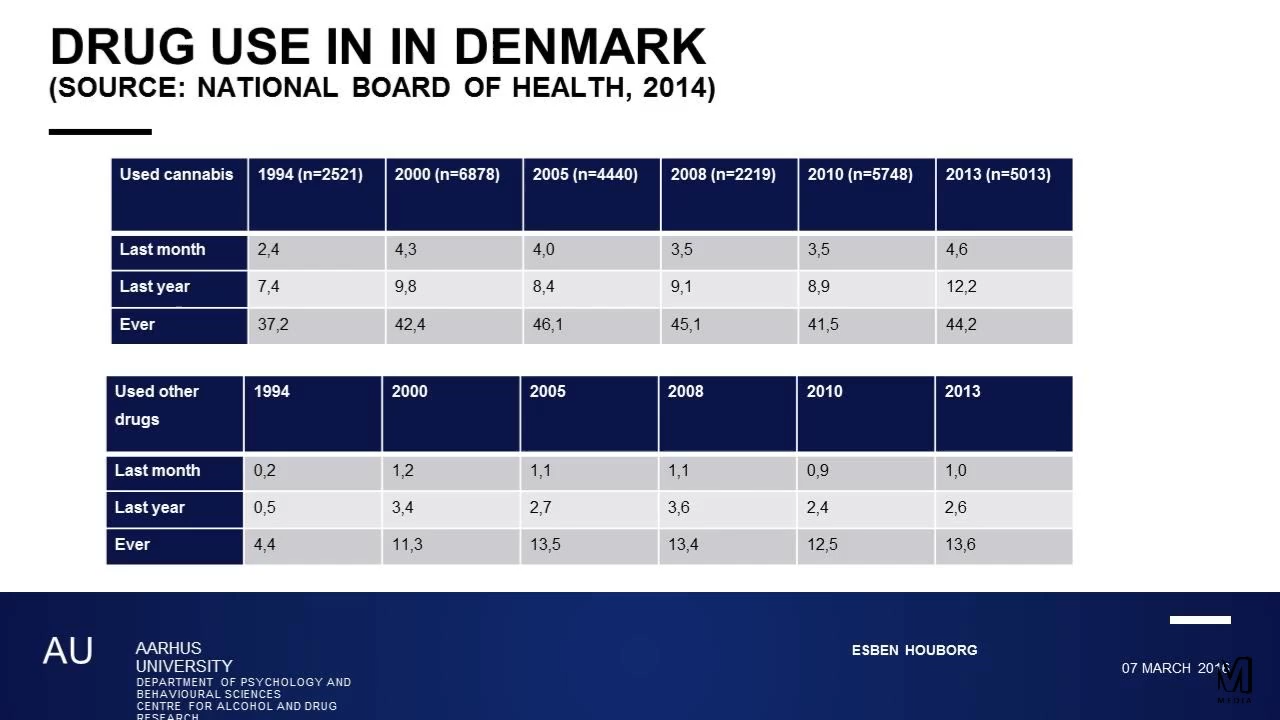 DRUG USE IN IN DENMARK
(SOURCE: NATIONAL BOARD OF HEALTH, 2014)
Used cannabis 1994 (n=2521) 2000 (n=6878) 2005 (n=4440) 2008 (n=2219) 2010 (n=5748) 2013 (n=5013)
Last month 2,4 4,3 4,0 3,5 3,5 4,6
Last year 7,4 9,8 8,4 9,1 8,9 12,2
Ever 37,2 42,4 46,1 45,1 41,5 44,2
Used other 1994 2000 2005 2008 2010 2013
drugs
Last month 0,2 1,2 1,1 1,1 0,9 1,0
Last year 0,5 3,4 2,7 3,6 2,4 2,6
Ever 4,4 11,3 13,5 13,4 12,5 13,6
AU
AARHUS
UNIVERSITY
DEPARTMENT OF PSYCHOLOGY AND
BEHAVIOURAL SCIENCES
CENTRE FOR ALCOHOL AND DRUG
RESEARCH
ESBEN HOUBORG
07 MARCH
M
MEDIA